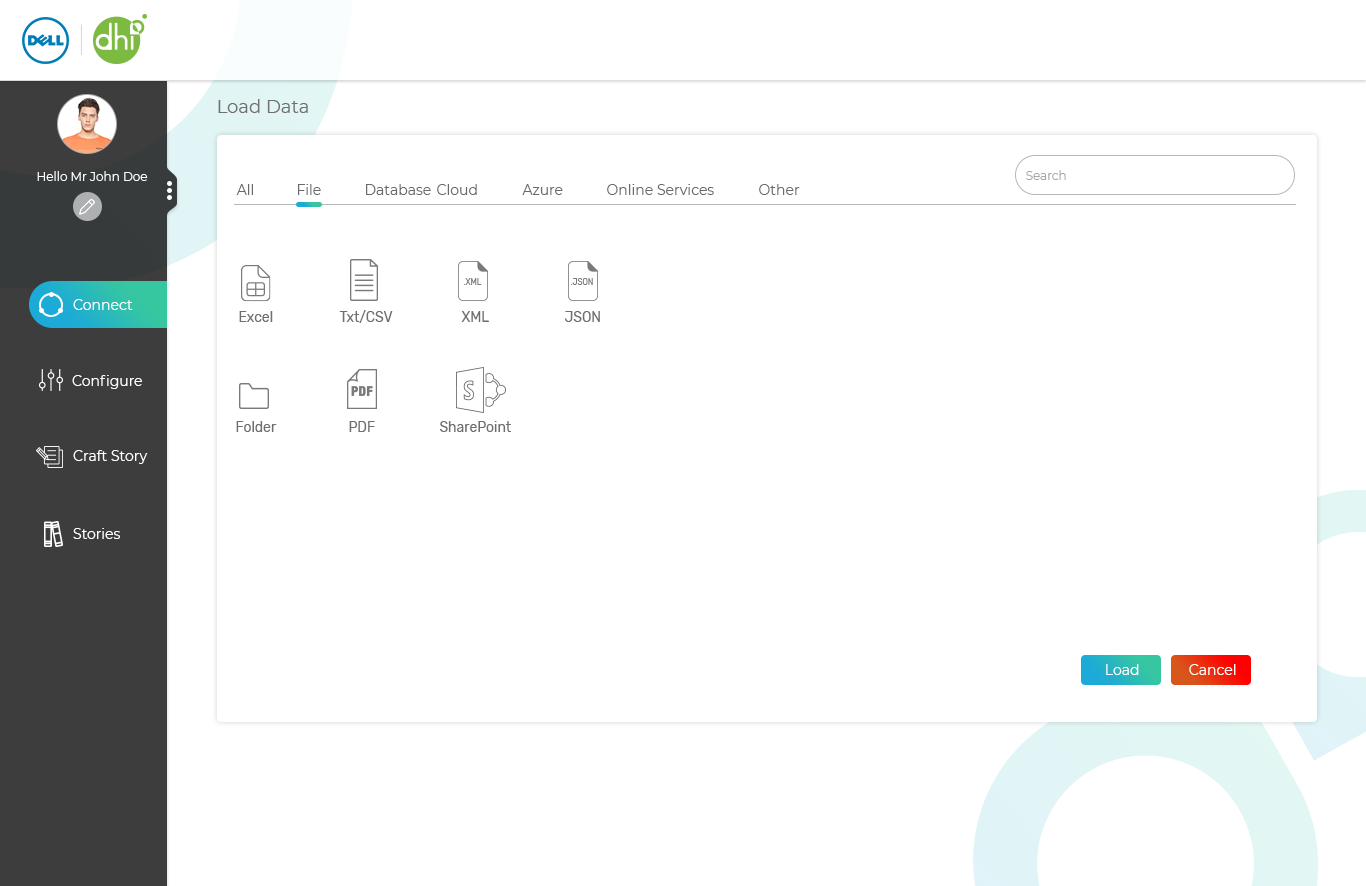 DELL
dhi
Load Data
Hello Mr John Doe
All File Database Cloud Azure Online Services Other
Search
Connect
Configure
Craft Story
Stories
.XML
.JSON
Excel Txt/CSV XML JSON
PDF
S
Folder PDF SharePoint
Load Cancel